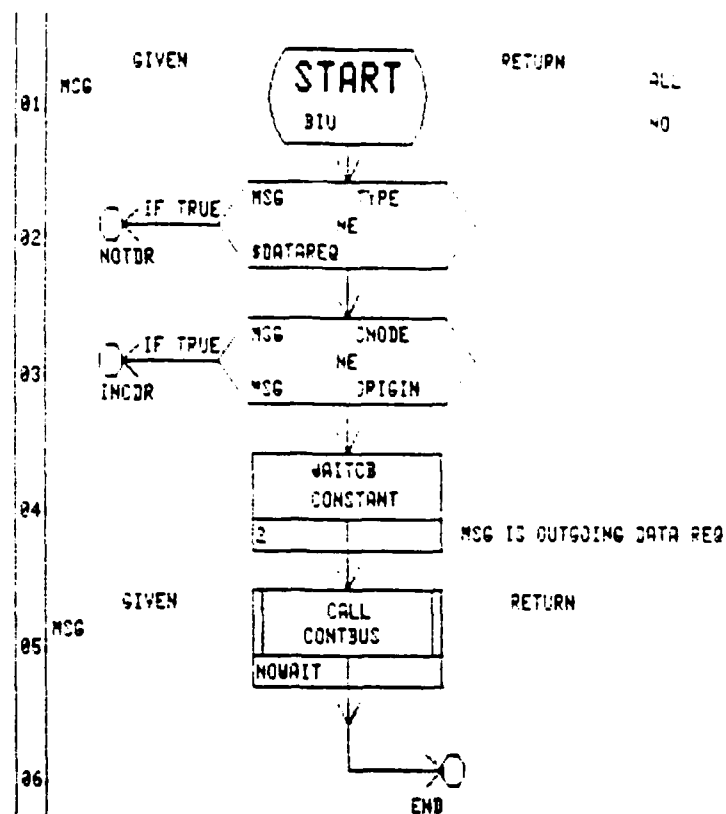 GIVEN RETURN
START
MSG ALL
01
BIU NO
IF TRUE MSG TYPE
02 NE
NOTDR $DATAREQ
IF TRUE MSG CNODE
03 NE
INCDR MSG ORIGIN
WAITCB
04 CONSTANT
2 MSG IS OUTGOING DATA REQ
GIVEN RETURN
CALL
MSG
05 CONTBUS
NOWAIT
06
END